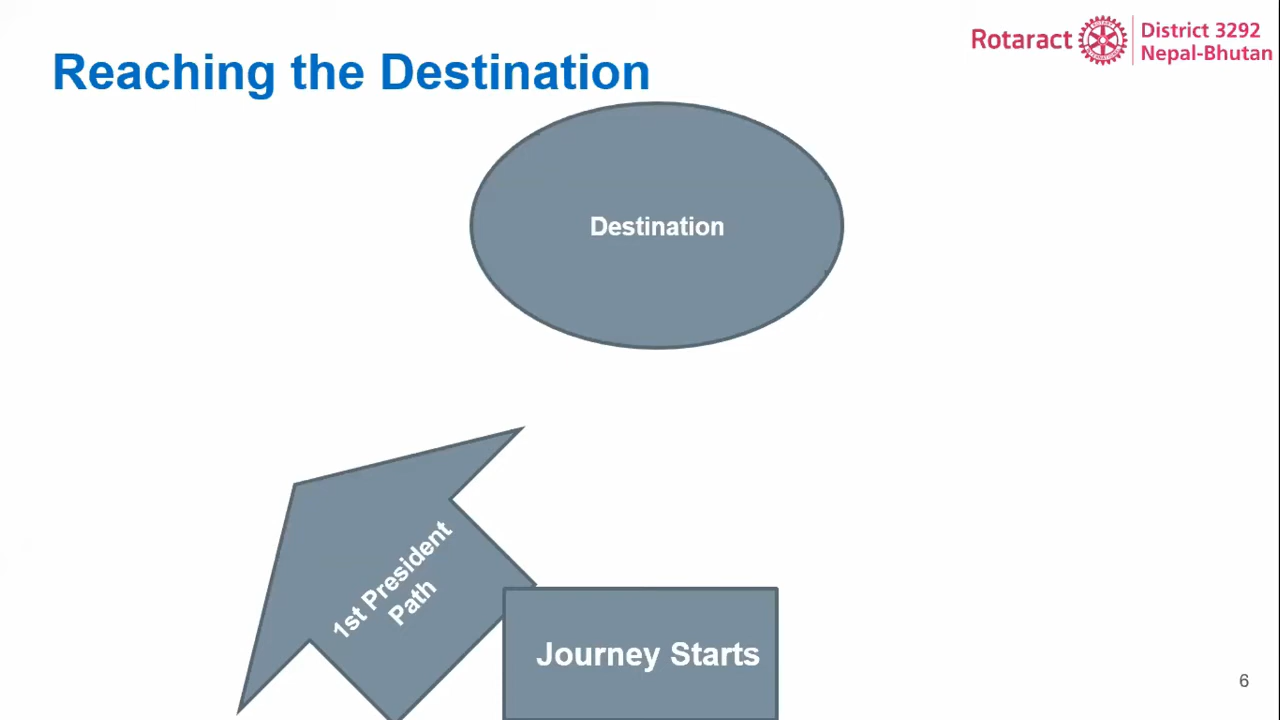 Reaching the Destination
Rotaract
District 3292
Nepal-Bhutan
Destination
1st President
Path
Journey Starts
6